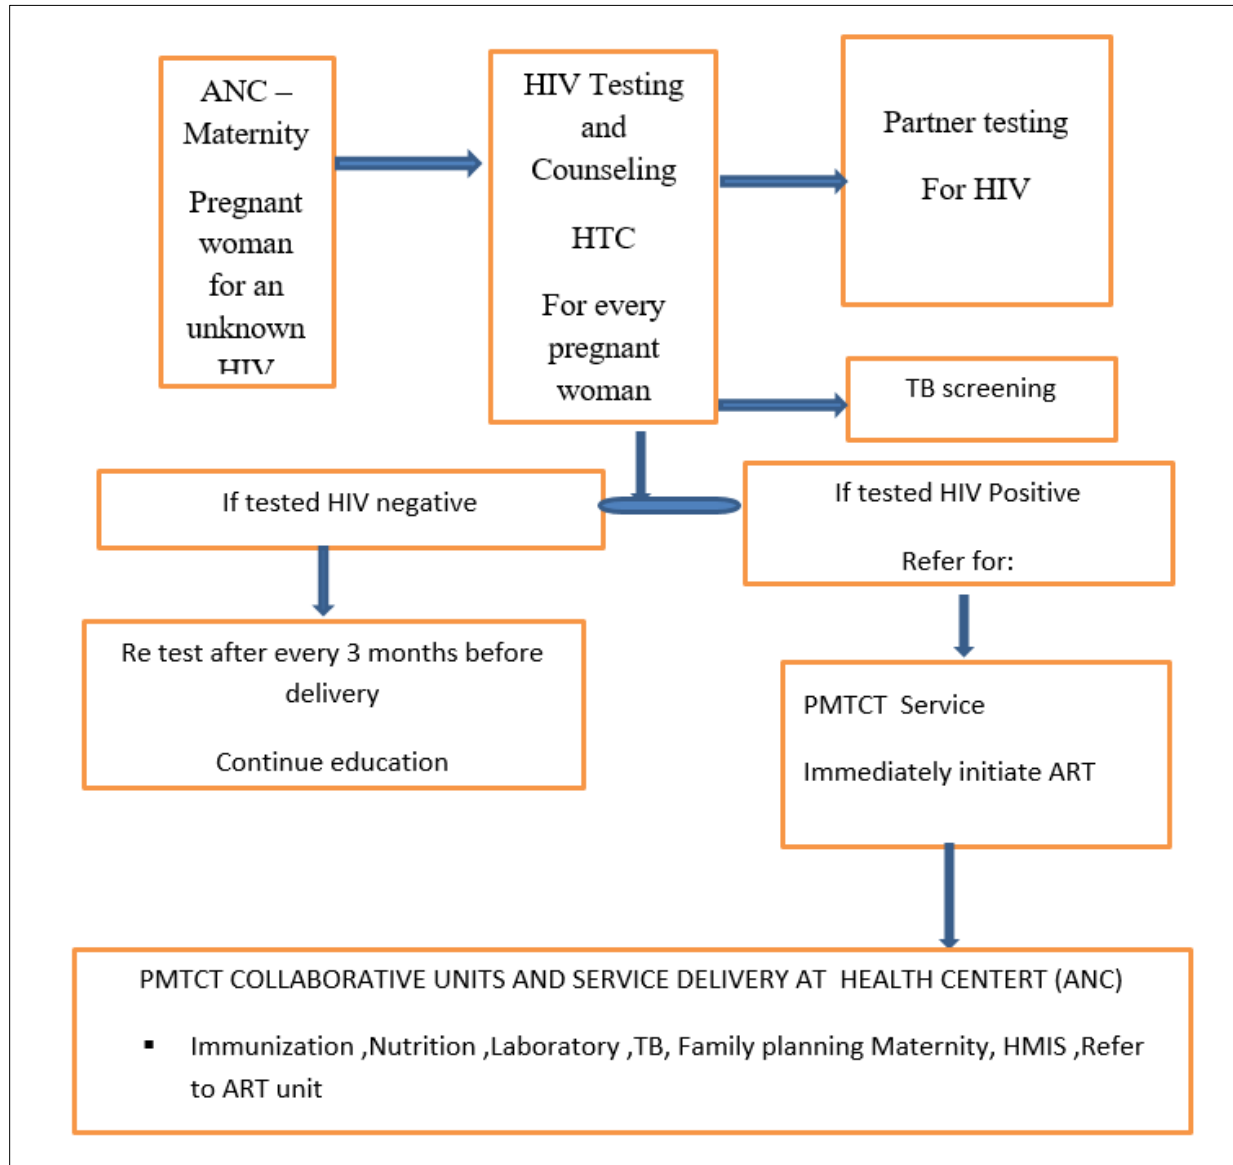 ANC –
Maternity
Pregnant
woman
for an
unknown
HIV
HIV Testing
and
Counseling
HTC
For every
pregnant
woman
Partner testing
For HIV
TB screening
If tested HIV negative
If tested HIV Positive
Refer for:
Re test after every 3 months before
delivery
Continue education
PMTCT  Service
Immediately initiate ART
PMTCT COLLABORATIVE UNITS AND SERVICE DELIVERY AT  HEALTH CENTERT (ANC)
▪ Immunization ,Nutrition ,Laboratory ,TB, Family planning Maternity, HMIS ,Refer
to ART unit